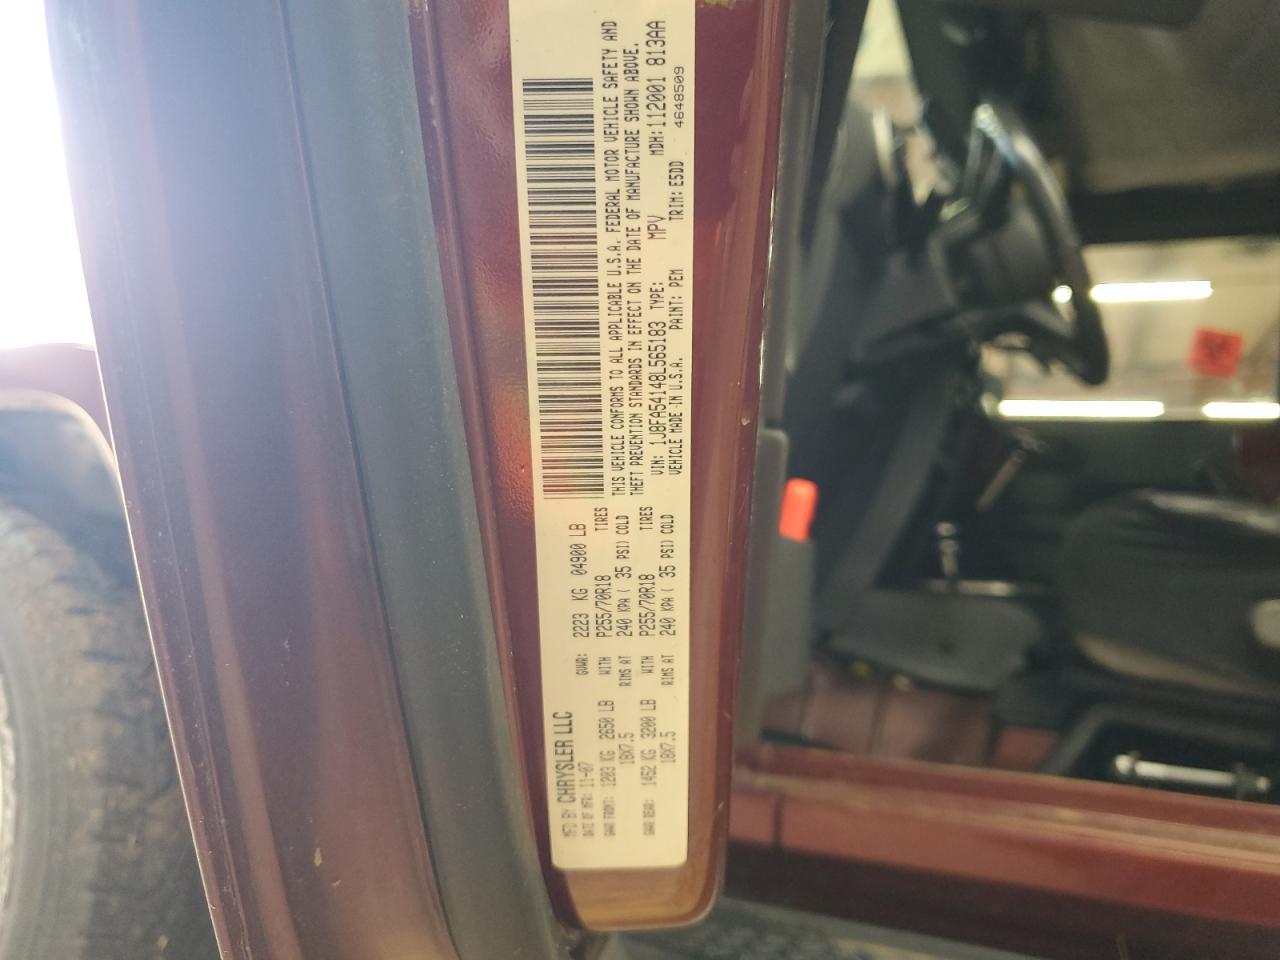 MFD BY CHRYSLER LLC
DATE OF MFR: 11-07 GVWR: 2223 KG 04900 LB
GAWR FRONT: 1203 KG 2650 LB WITH P255/70R18 TIRES
18X7.5 RIMS AT 240 KPA ( 35 PSI) COLD
GAWR REAR: 1452 KG 3200 LB WITH P255/70R18 TIRES
18X7.5 RIMS AT 240 KPA ( 35 PSI) COLD
THIS VEHICLE CONFORMS TO ALL APPLICABLE U.S.A. FEDERAL MOTOR VEHICLE SAFETY AND
THEFT PREVENTION STANDARDS IN EFFECT ON THE DATE OF MANUFACTURE SHOWN ABOVE.
VIN: 1J8FA54148L565183 TYPE: MPV MDH: 112001 813AA
VEHICLE MADE IN U.S.A. PAINT: PEM TRIM: E5DD 4648509